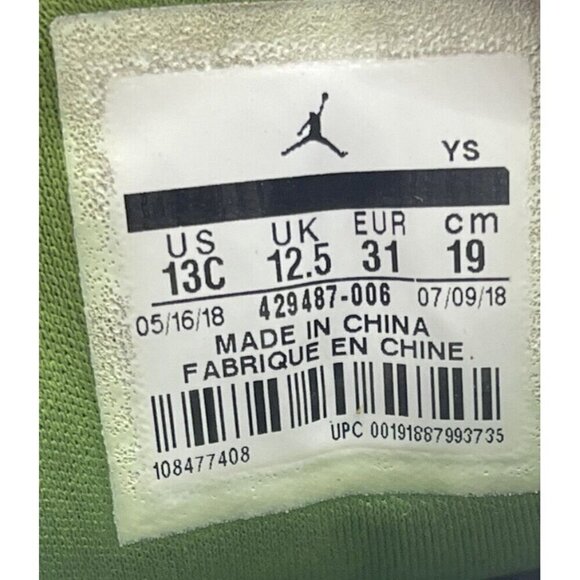 YS
US UK EUR cm
13C 12.5 31 19
05/16/18 429487-006 07/09/18
MADE IN CHINA
FABRIQUE EN CHINE.
108477408 UPC 00191887993735